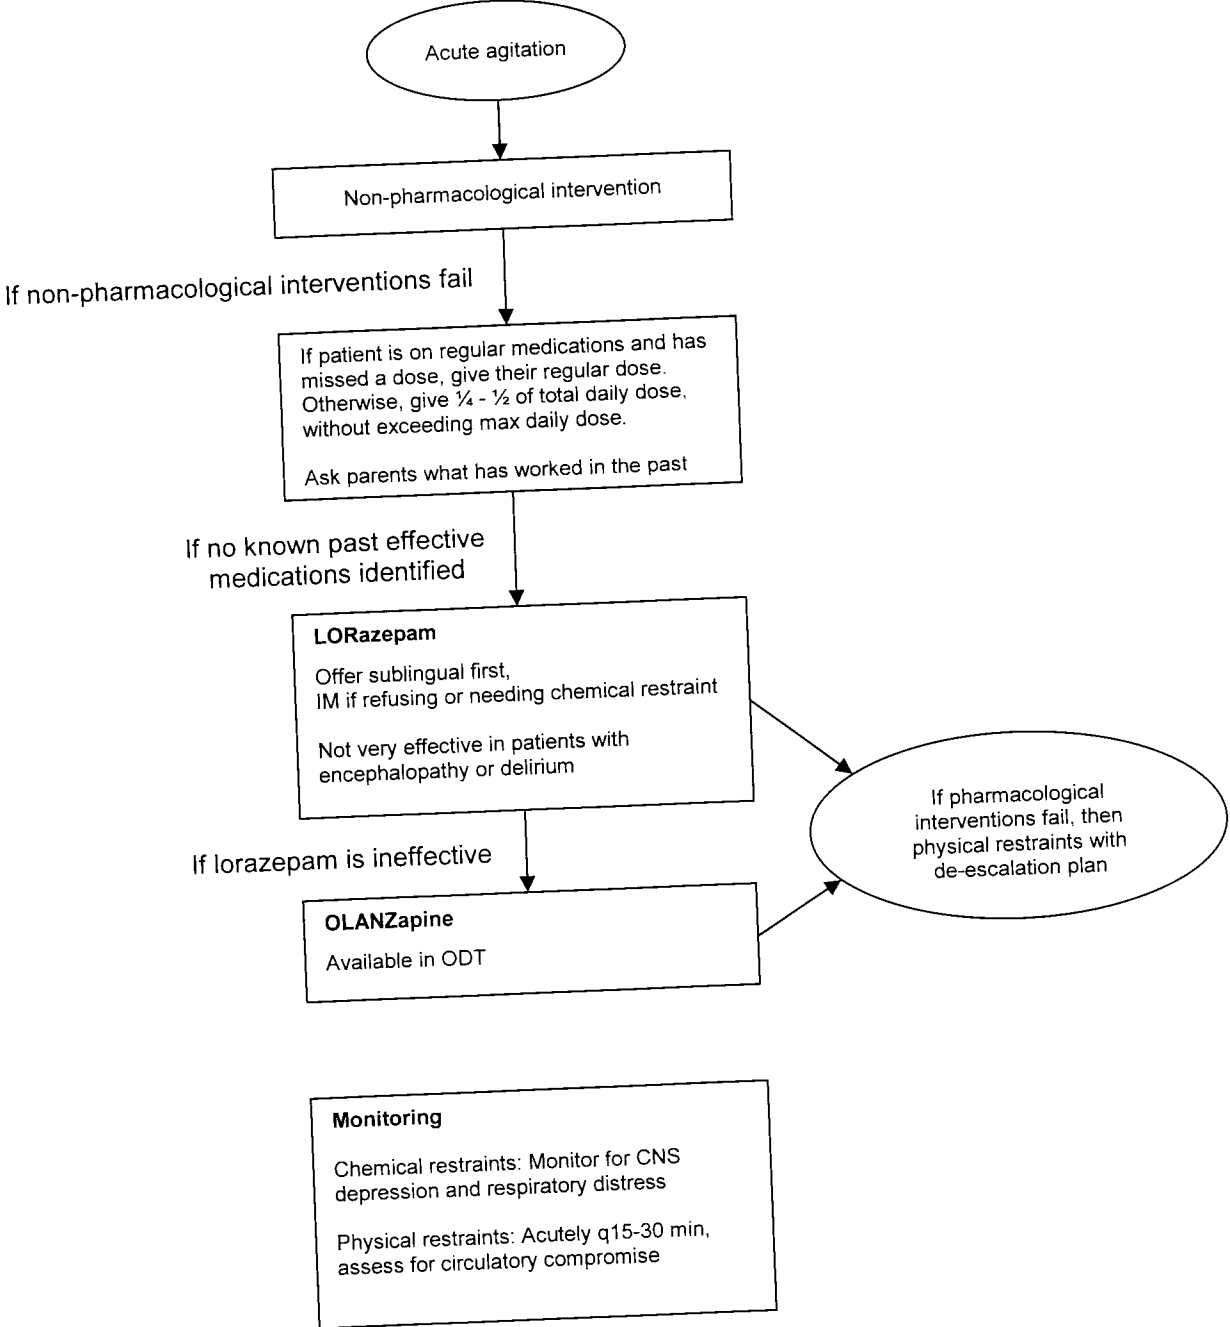 Acute agitation
Non-pharmacological intervention
If non-pharmacological interventions fail
If patient is on regular medications and has
missed a dose, give their regular dose.
Otherwise, give ¼ - ½ of total daily dose,
without exceeding max daily dose.
Ask parents what has worked in the past
If no known past effective
medications identified
LORazepam
Offer sublingual first,
IM if refusing or needing chemical restraint
Not very effective in patients with
encephalopathy or delirium
If pharmacological
interventions fail, then
physical restraints with
de-escalation plan
If lorazepam is ineffective
OLANZapine
Available in ODT
Monitoring
Chemical restraints: Monitor for CNS
depression and respiratory distress
Physical restraints: Acutely q15-30 min,
assess for circulatory compromise